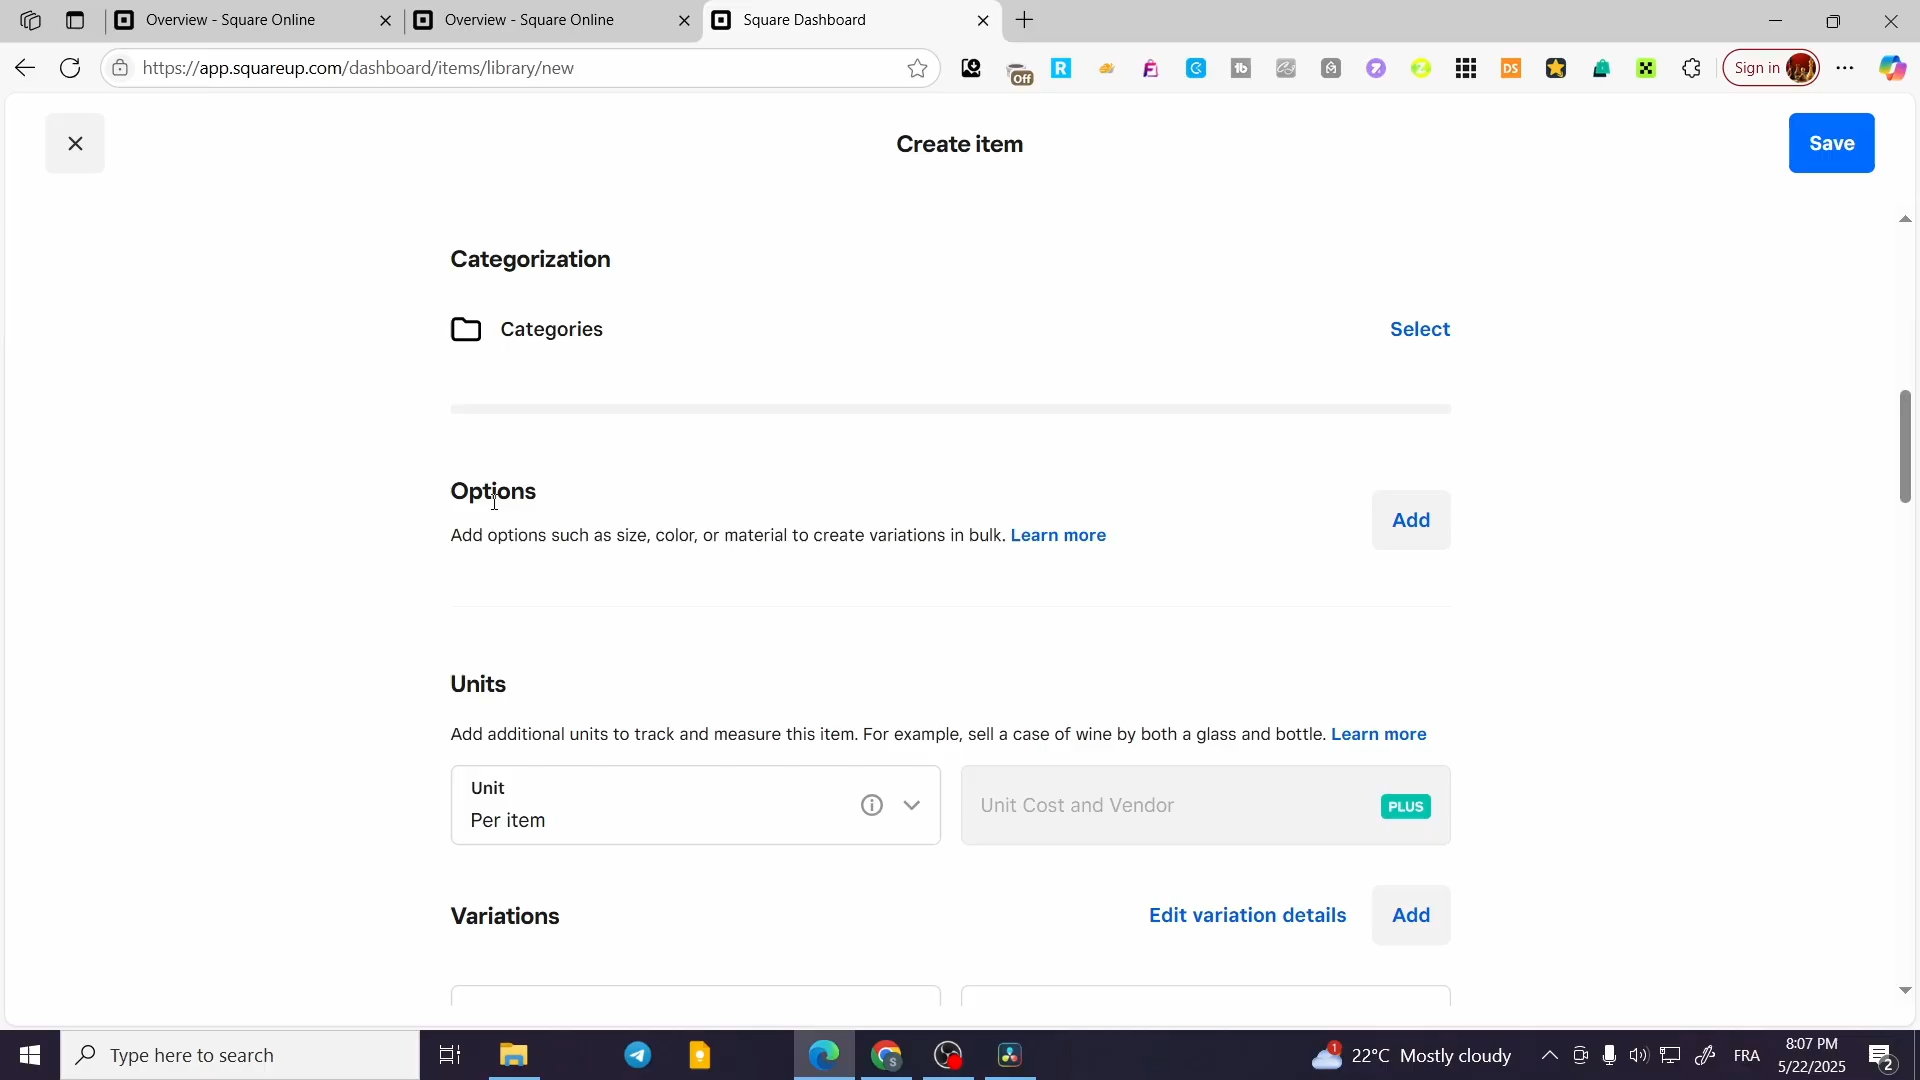 Overview - Square Online
Overview - Square Online
Square Dashboard
https://app.squareup.com/dashboard/items/library/new
Off
R
tb
DS
Sign in
Create item
Save
Categorization
Categories
Select
Options
Add options such as size, color, or material to create variations in bulk. Learn more
Add
Units
Add additional units to track and measure this item. For example, sell a case of wine by both a glass and bottle. Learn more
Unit
Per item
Unit Cost and Vendor
PLUS
Variations
Edit variation details
Add
Type here to search
22°C Mostly cloudy
FRA
8:07 PM
5/22/2025
2